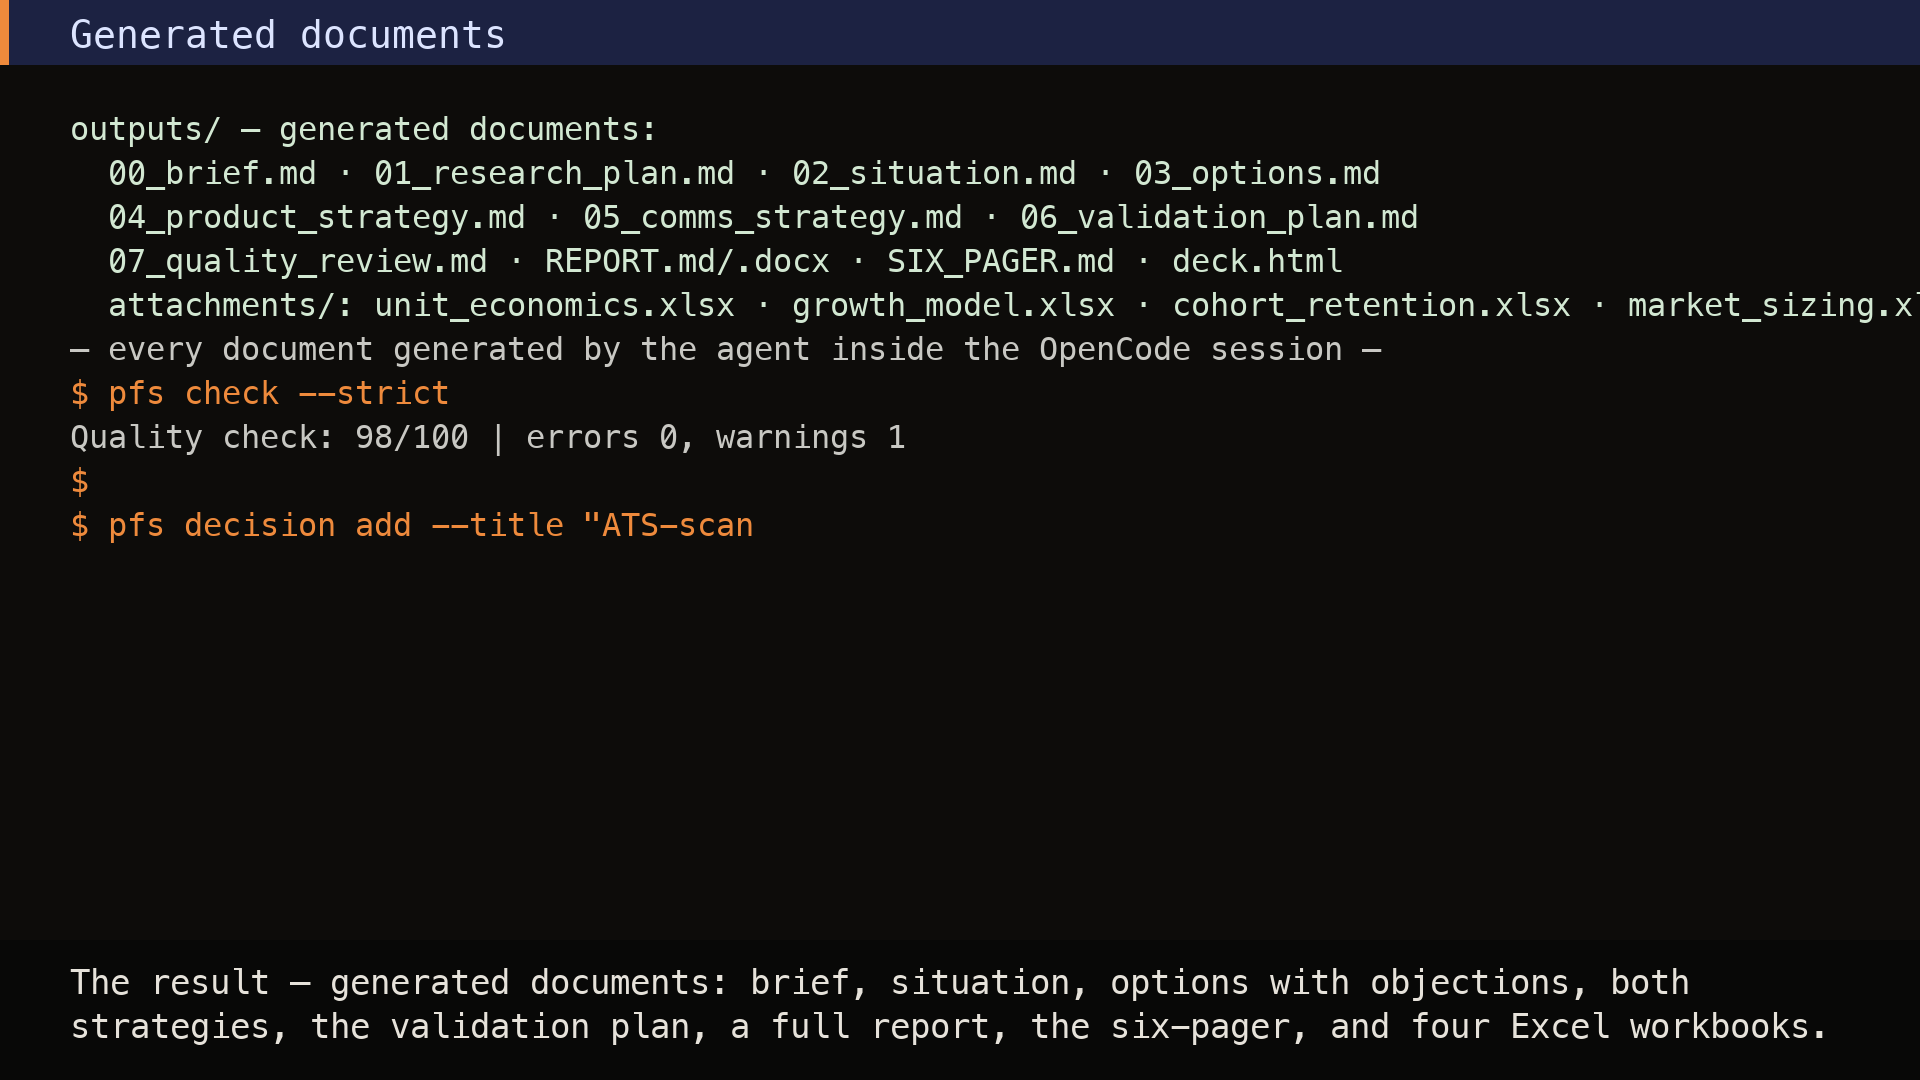 Generated documents
outputs/ — generated documents:
00_brief.md · 01_research_plan.md · 02_situation.md · 03_options.md
04_product_strategy.md · 05_comms_strategy.md · 06_validation_plan.md
07_quality_review.md · REPORT.md/.docx · SIX_PAGER.md · deck.html
attachments/: unit_economics.xlsx · growth_model.xlsx · cohort_retention.xlsx · market_sizing.xl
— every document generated by the agent inside the OpenCode session —
$ pfs check --strict
Quality check: 98/100 | errors 0, warnings 1
$
$ pfs decision add --title "ATS-scan
The result — generated documents: brief, situation, options with objections, both
strategies, the validation plan, a full report, the six-pager, and four Excel workbooks.